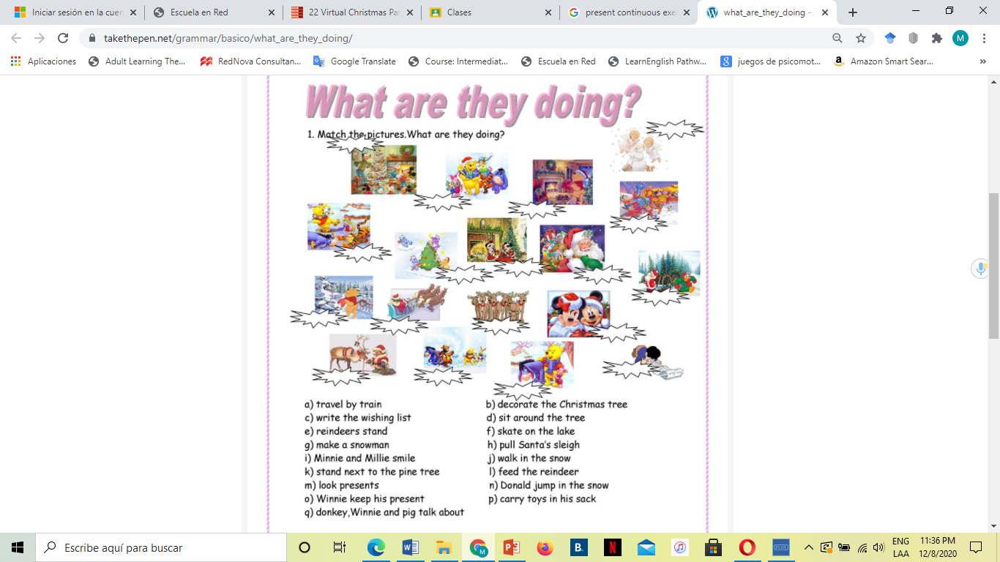 Iniciar sesión en la cuen
Escuela en Red
22 Virtual Christmas Par
Clases
present continuous exe
what_are_they_doing -
takethepen.net/grammar/basico/what_are_they_doing/
M
Aplicaciones
Adult Learning The...
RedNova Consultan...
Google Translate
Course: Intermediat...
Escuela en Red
LearnEnglish Pathw...
juegos de psicomot...
Amazon Smart Sear...
»
What are they doing?
1. Match the pictures.What are they doing?
a) travel by train
b) decorate the Christmas tree
c) write the wishing list
d) sit around the tree
e) reindeers stand
f) skate on the lake
g) make a snowman
h) pull Santa's sleigh
i) Minnie and Millie smile
j) walk in the snow
k) stand next to the pine tree
l) feed the reindeer
m) look presents
n) Donald jump in the snow
o) Winnie keep his present
p) carry toys in his sack
q) donkey,Winnie and pig talk about
Escribe aquí para buscar
ENG
LAA
11:36 PM
12/8/2020